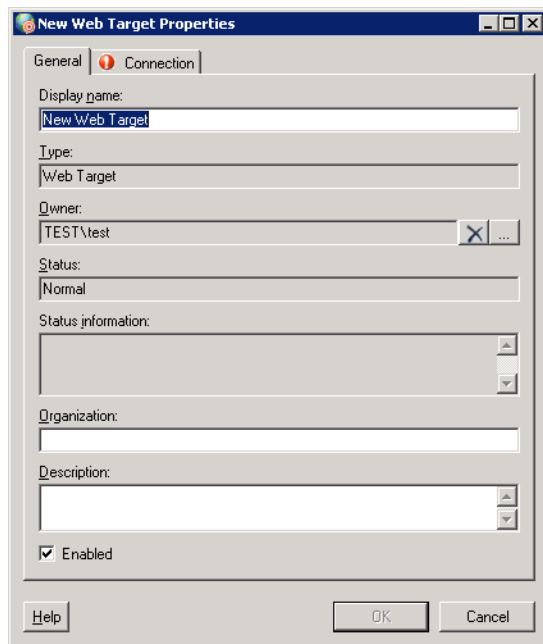 New Web Target Properties
General Connection
Display name:
New Web Target
Type:
Web Target
Owner:
TEST\test ...
Status:
Normal
Status information:
Organization:
Description:
Enabled
Help OK Cancel